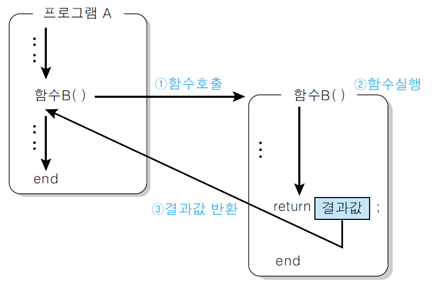 프로그램 A
함수B( )
end
①함수호출
②함수실행
함수B( )
return 결과값 ;
③결과값 반환
end